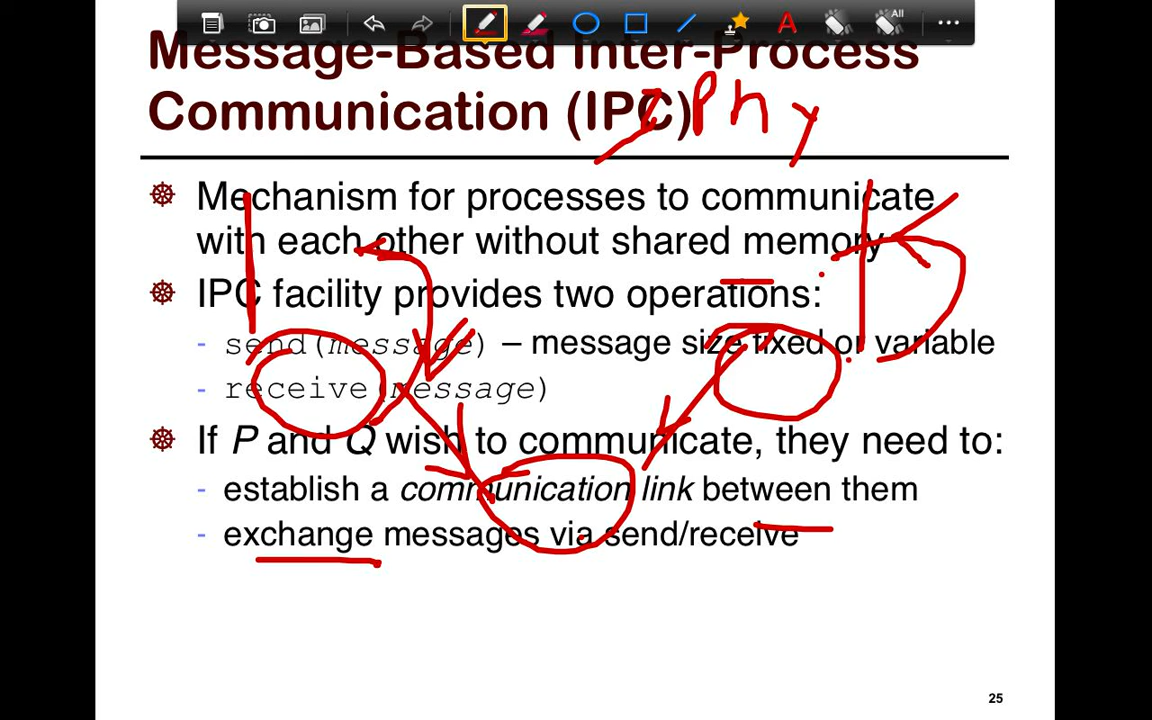 All
A
Message-Based Inter-Process
Communication (IPC)
Phy
Mechanism for processes to communicate
with each other without shared memory
IPC facility provides two operations:
- send(message) – message size fixed or variable
- receive(message)
If P and Q wish to communicate, they need to:
- establish a communication link between them
- exchange messages via send/receive
25